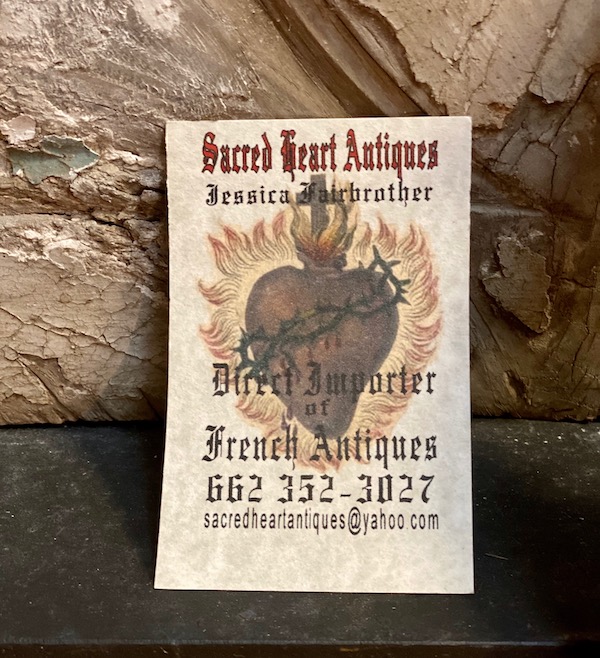 Sacred Heart Antiques
Jessica Fairbrother
Direct Importer
of
French Antiques
662 352-3027
sacredheartantiques@yahoo.com